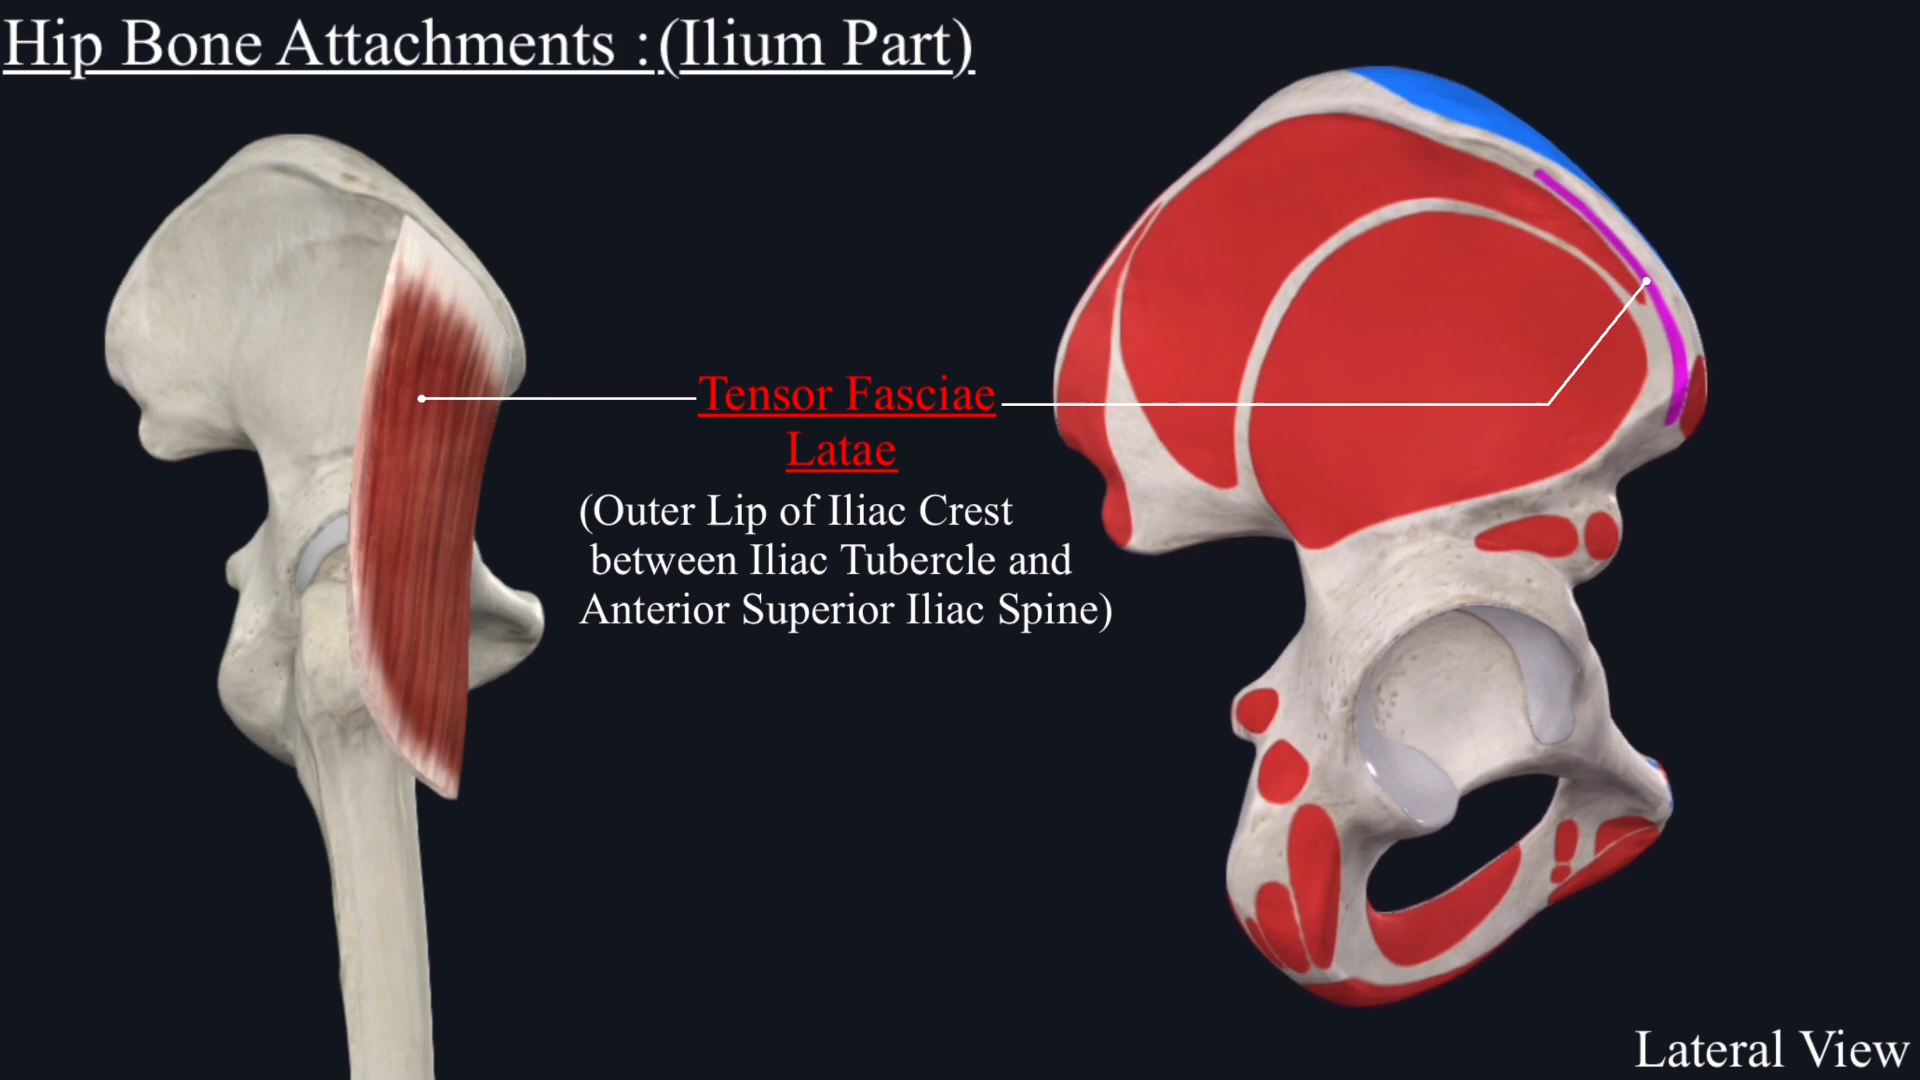 Hip Bone Attachments :(Ilium Part)
Tensor Fasciae
Latae
(Outer Lip of Iliac Crest
between Iliac Tubercle and
Anterior Superior Iliac Spine)
Lateral View